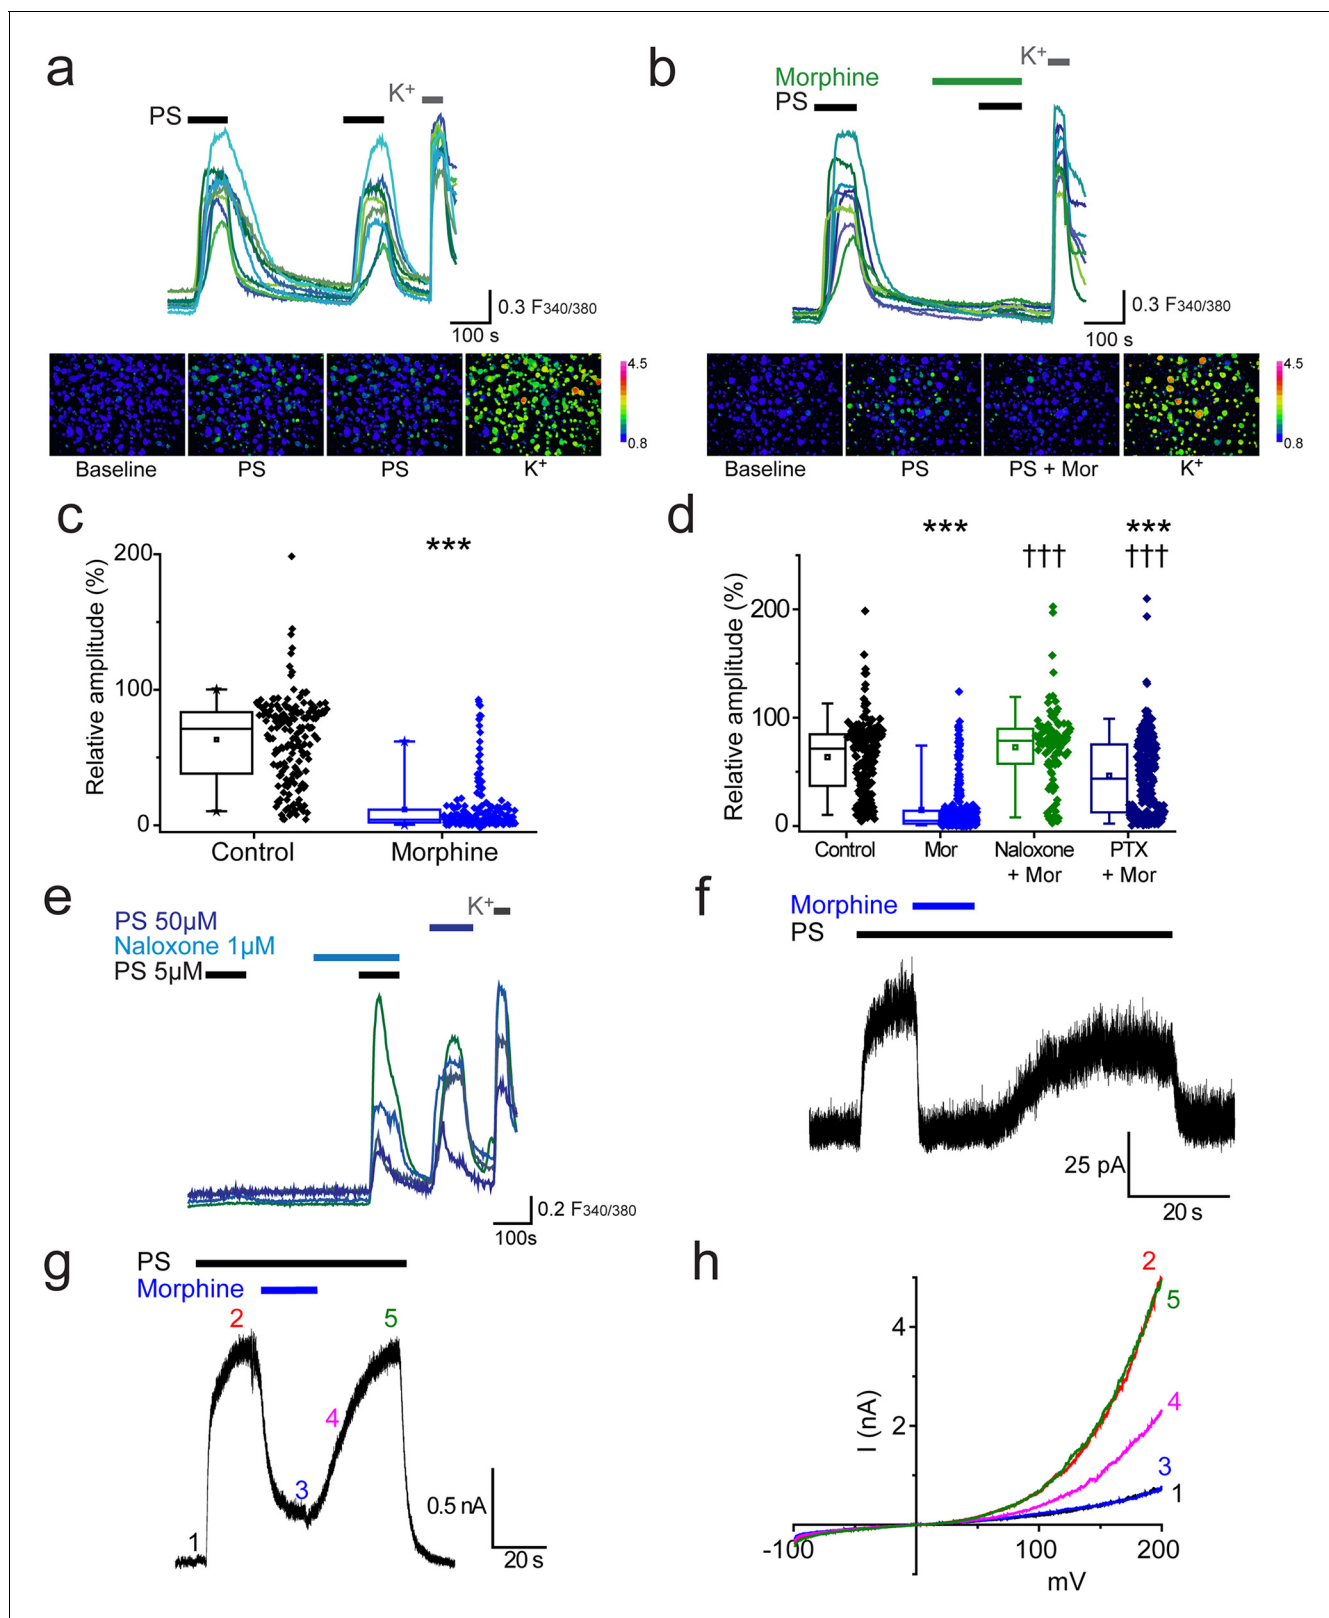 a
K+
PS
0.3 F340/380
100 s
4.5
0.8
Baseline
PS
PS
K+
b
K+
Morphine
PS
0.3 F340/380
100 s
4.5
0.8
Baseline
PS
PS + Mor
K+
c
***
200
100
0
Relative amplitude (%)
Control
Morphine
d
***
†††
***
†††
200
100
0
Relative amplitude (%)
Control
Mor
Naloxone
+ Mor
PTX
+ Mor
e
K+
PS 50µM
Naloxone 1µM
PS 5µM
0.2 F340/380
100s
f
Morphine
PS
25 pA
20 s
g
PS
Morphine
1
2
3
4
5
0.5 nA
20 s
h
2
5
4
3
1
4
2
I (nA)
-100
100
200
mV